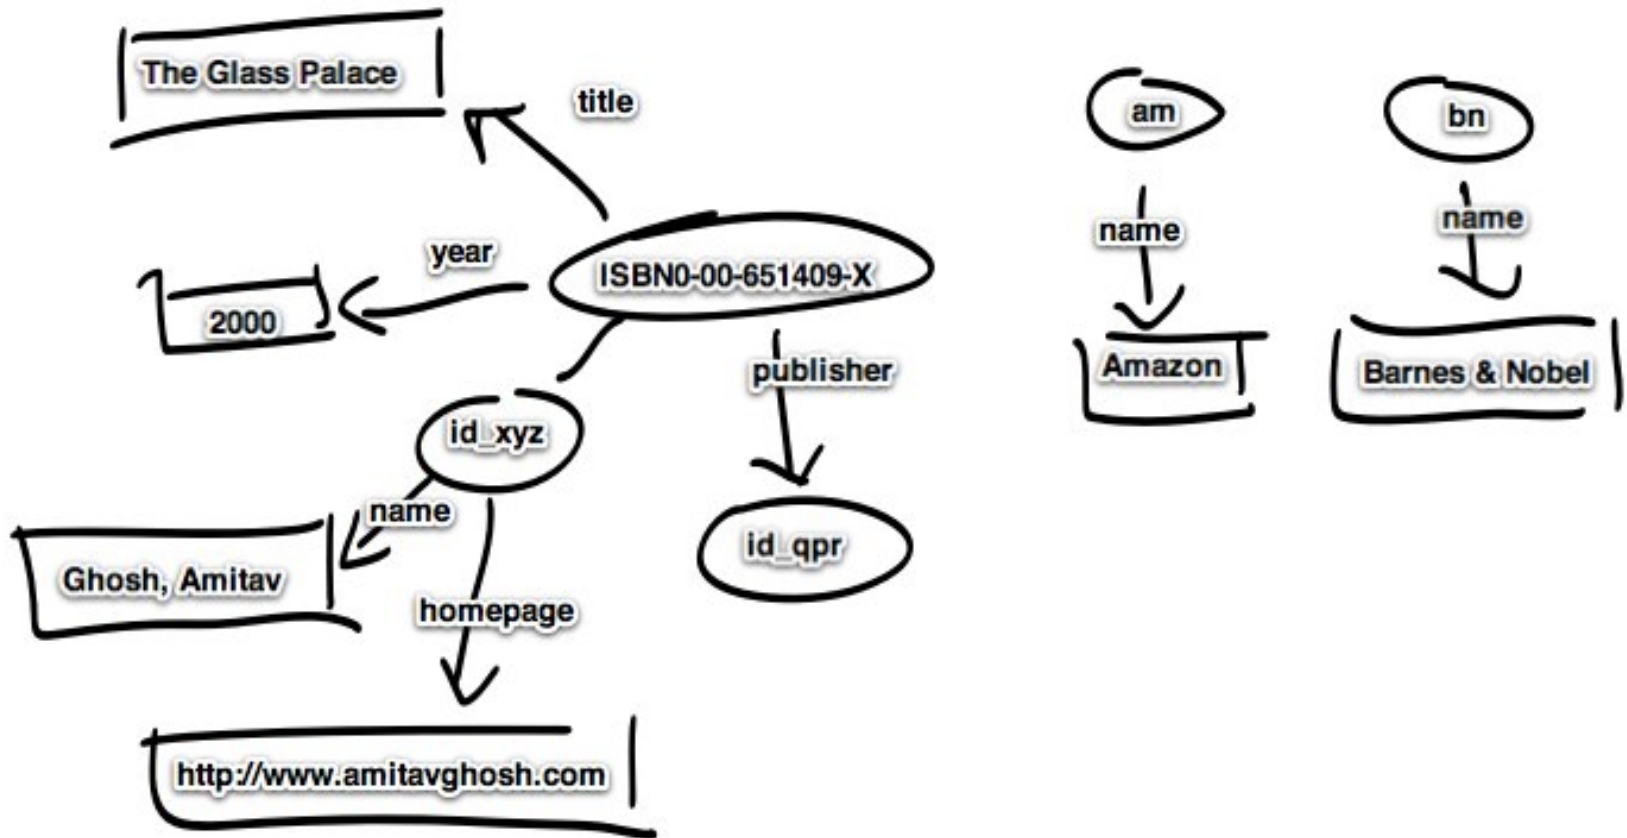 The Glass Palace
title
am
bn
year
ISBN0-00-651409-X
name
name
2000
publisher
Amazon
Barnes & Nobel
id_xyz
name
id_qpr
Ghosh, Amitav
homepage
http://www.amitavghosh.com